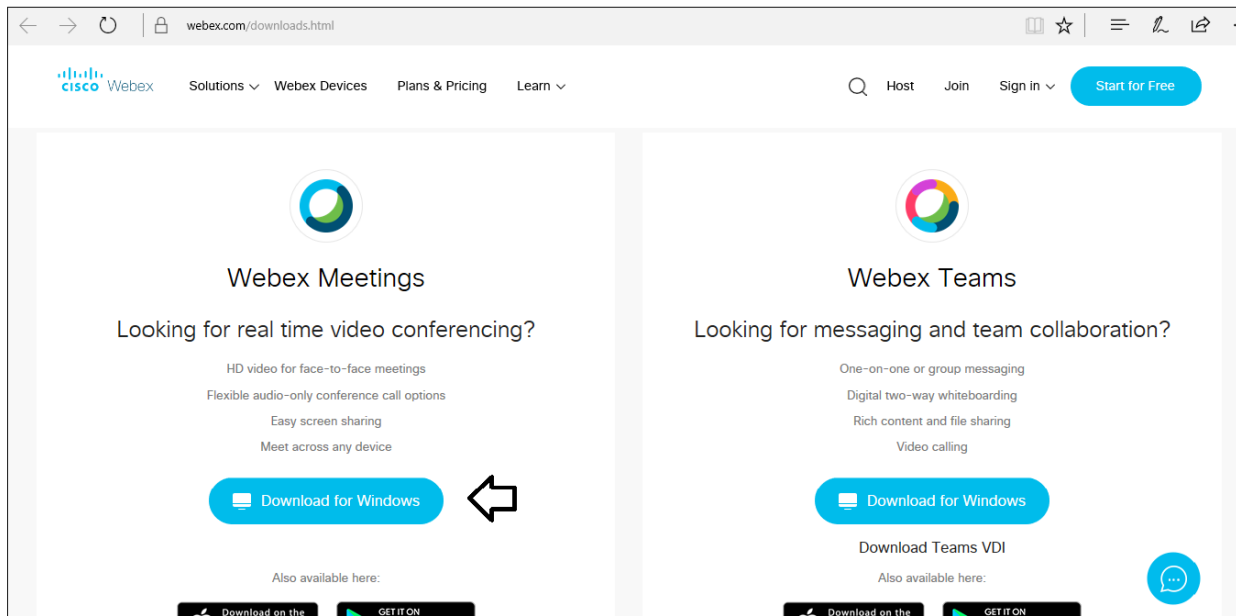 webex.com/downloads.html
cisco Webex Solutions Webex Devices Plans & Pricing Learn Host Join Sign in Start for Free
Webex Meetings
Looking for real time video conferencing?
HD video for face-to-face meetings
Flexible audio-only conference call options
Easy screen sharing
Meet across any device
Download for Windows
Also available here:
Download on the
GET IT ON
Webex Teams
Looking for messaging and team collaboration?
One-on-one or group messaging
Digital two-way whiteboarding
Rich content and file sharing
Video calling
Download for Windows
Download Teams VDI
Also available here:
Download on the
GET IT ON